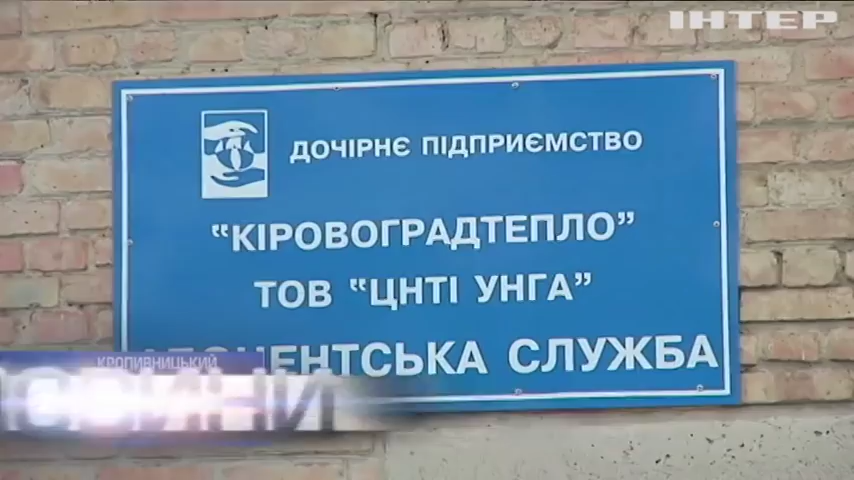 ІНТЕР
ДОЧІРНЄ ПІДПРИЄМСТВО
“КІРОВОГРАДТЕПЛО”
ТОВ “ЦНТІ УНГА”
СЛУЖБА
КРОПИВНИЦЬКИЙ